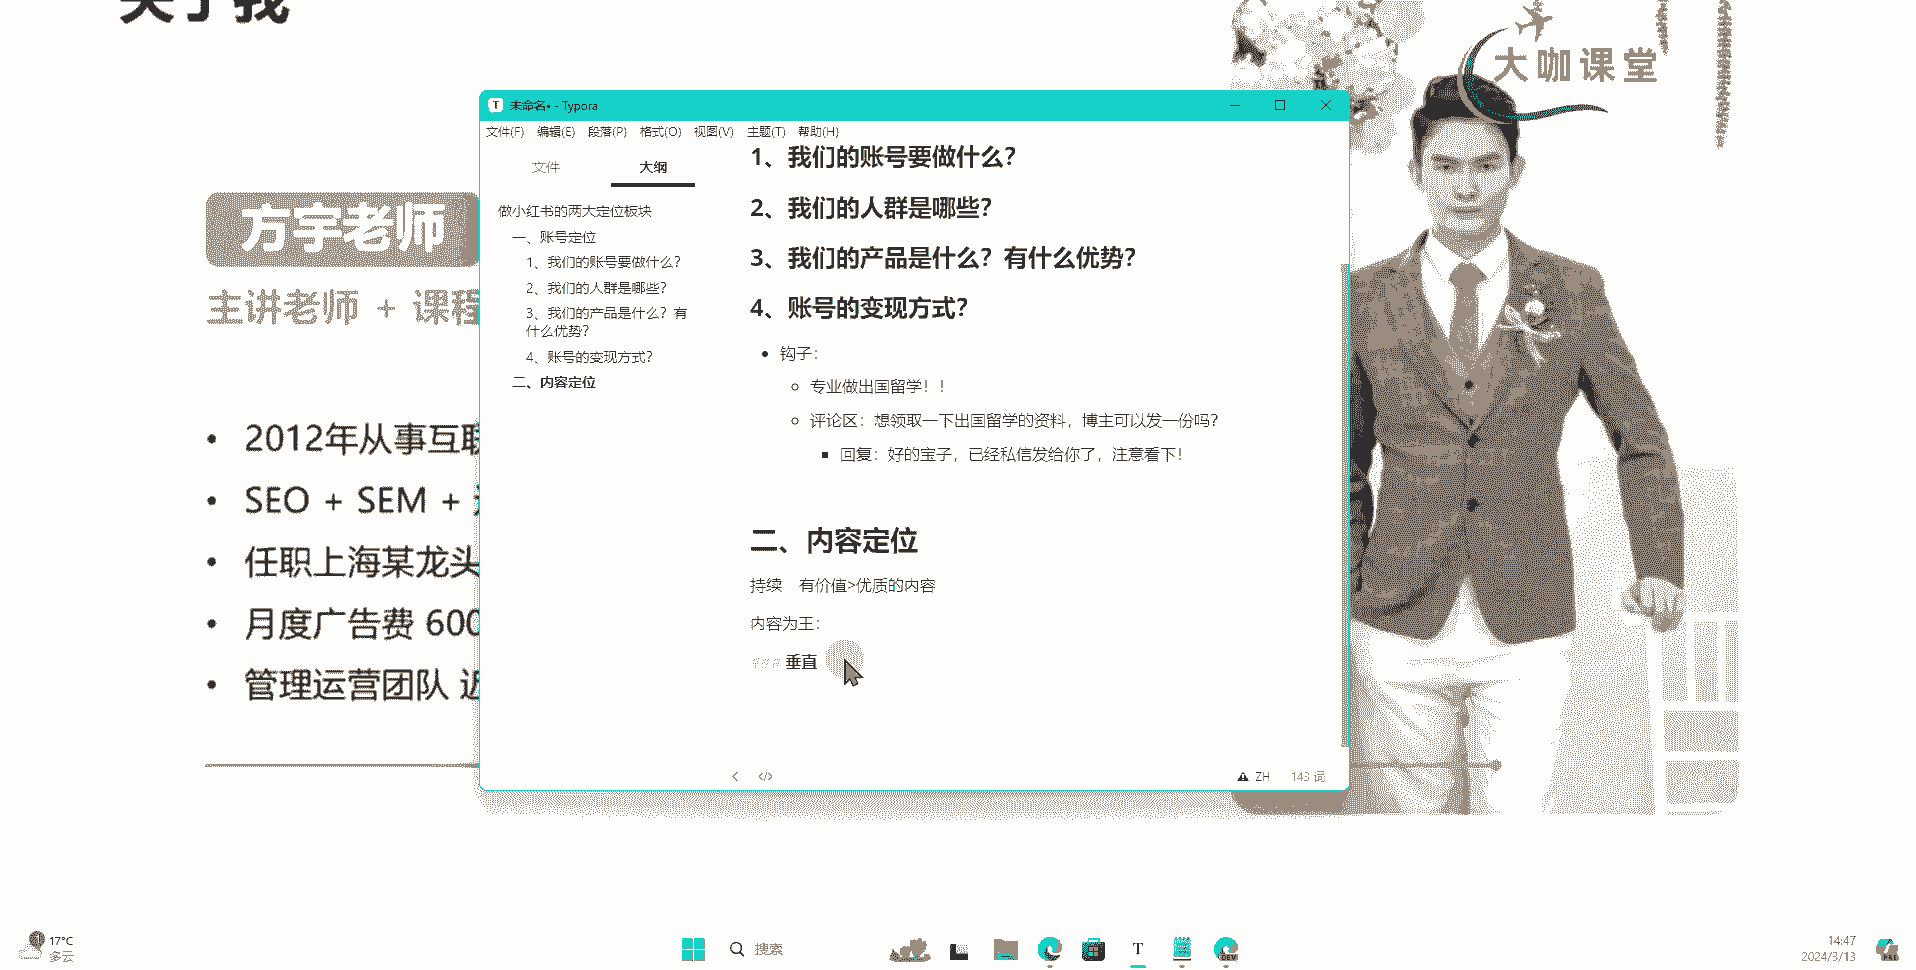 关于我
大咖课堂
方宇老师
主讲老师 + 课程
2012年从事互联
SEO + SEM +
任职上海某龙头
月度广告费 600
管理运营团队
未命名• - Typora
文件(F) 编辑(E) 段落(P) 格式(O) 视图(V) 主题(T) 帮助(H)
文件 大纲
做小红书的两大定位板块
一、账号定位
1、我们的账号要做什么？
2、我们的人群是哪些？
3、我们的产品是什么？有
什么优势？
4、账号的变现方式？
二、内容定位
1、我们的账号要做什么？
2、我们的人群是哪些？
3、我们的产品是什么？有什么优势？
4、账号的变现方式？
钩子：
专业做出国留学！！
评论区：想领取一下出国留学的资料，博主可以发一份吗？
回复：好的宝子，已经私信发给你了，注意看下！
二、内容定位
持续 有价值>优质的内容
内容为王：
### 垂直
ZH 143 词
17°C
多云
搜索
DEV
14:47
2024/3/13
PRE